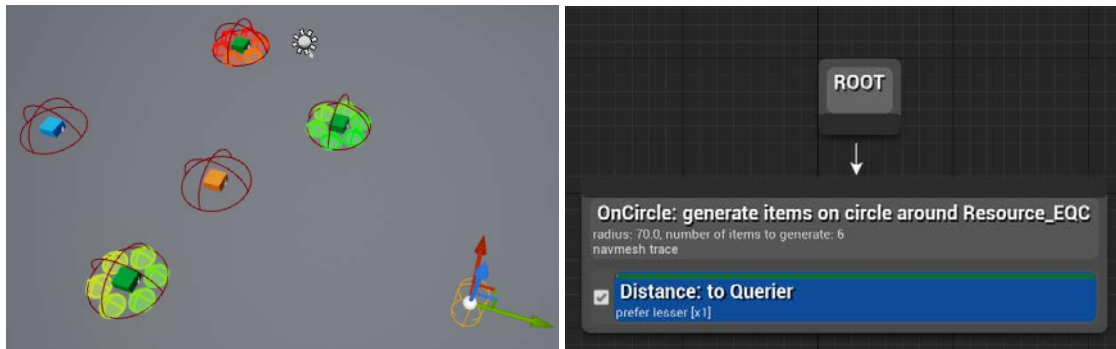 ROOT
OnCircle: generate items on circle around Resource_EQC
radius: 70.0, number of items to generate: 6
navmesh trace
Distance: to Querier
prefer lesser [x1]